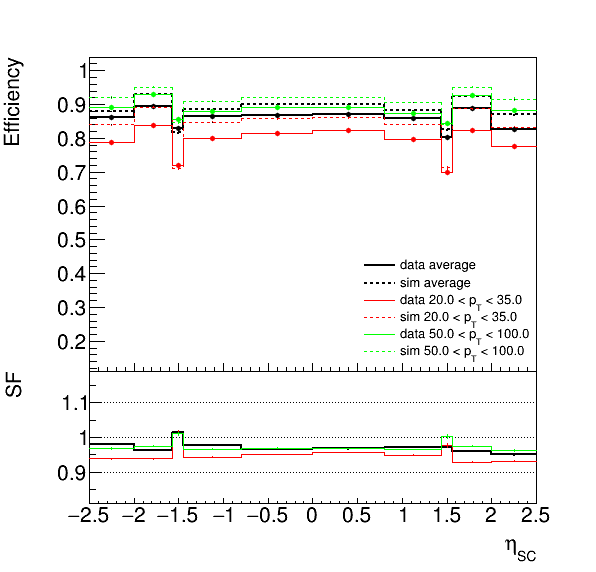 Efficiency
1
0.9
0.8
0.7
0.6
0.5
0.4
0.3
0.2
data average
sim average
data 20.0 < p_T < 35.0
sim 20.0 < p_T < 35.0
data 50.0 < p_T < 100.0
sim 50.0 < p_T < 100.0
SF
1.1
1
0.9
−2.5 −2 −1.5 −1 −0.5 0 0.5 1 1.5 2 2.5
η_SC